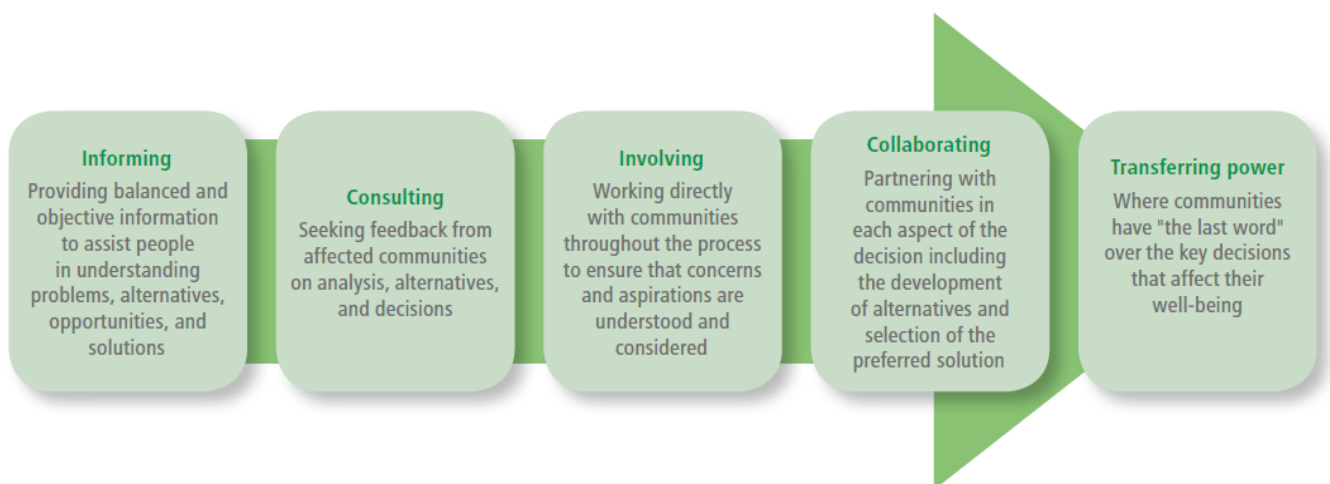 Informing
Providing balanced and
objective information
to assist people
in understanding
problems, alternatives,
opportunities, and
solutions
Consulting
Seeking feedback from
affected communities
on analysis, alternatives,
and decisions
Involving
Working directly
with communities
throughout the process
to ensure that concerns
and aspirations are
understood and
considered
Collaborating
Partnering with
communities in
each aspect of the
decision including
the development
of alternatives and
selection of the
preferred solution
Transferring power
Where communities
have "the last word"
over the key decisions
that affect their
well-being